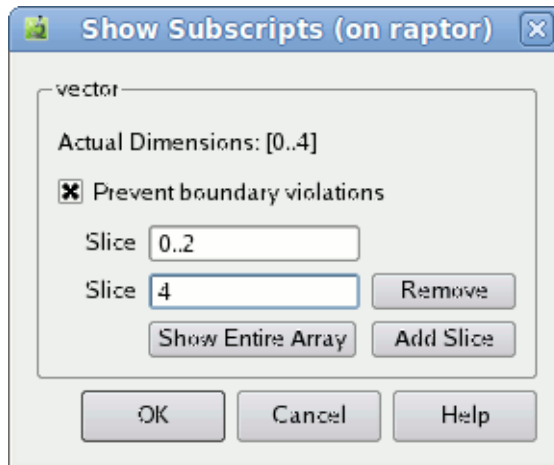 Show Subscripts (on raptor)
vector
Actual Dimensions: [0..4]
Prevent boundary violations
Slice 0..2
Slice 4 Remove
Show Entire Array Add Slice
OK Cancel Help